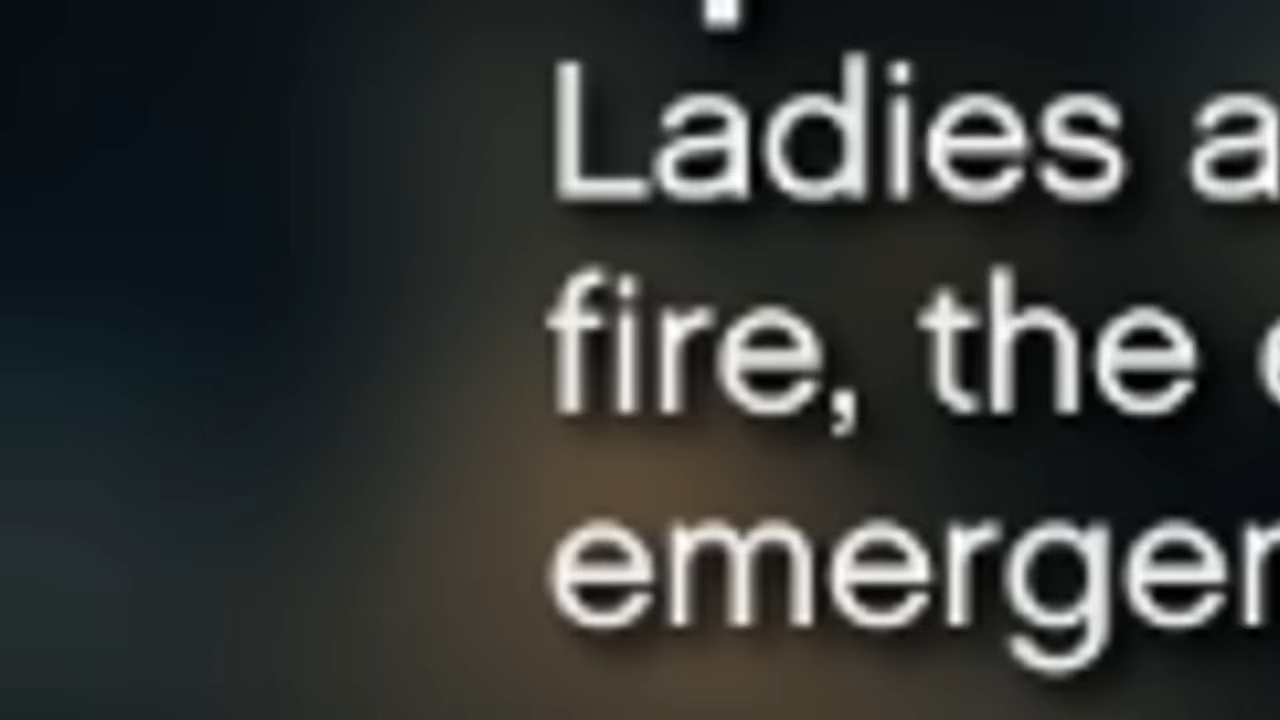 Ladies a
fire, the
emerger